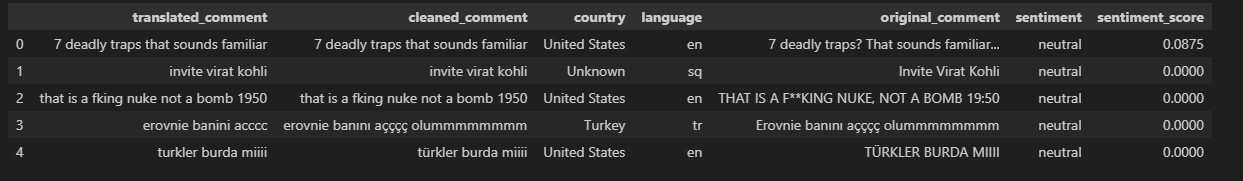 translated_comment cleaned_comment country language original_comment sentiment sentiment_score
0 7 deadly traps that sounds familiar 7 deadly traps that sounds familiar United States en 7 deadly traps? That sounds familiar... neutral 0.0875
1 invite virat kohli invite virat kohli Unknown sq Invite Virat Kohli neutral 0.0000
2 that is a fking nuke not a bomb 1950 that is a fking nuke not a bomb 1950 United States en THAT IS A F**KING NUKE, NOT A BOMB 19:50 neutral 0.0000
3 erovnie banini acccc erovnie banını açççç olummmmmmmm Turkey tr Erovnie banını açççç olummmmmmmm neutral 0.0000
4 turkler burda miiii türkler burda miiii United States en TÜRKLER BURDA MIIII neutral 0.0000